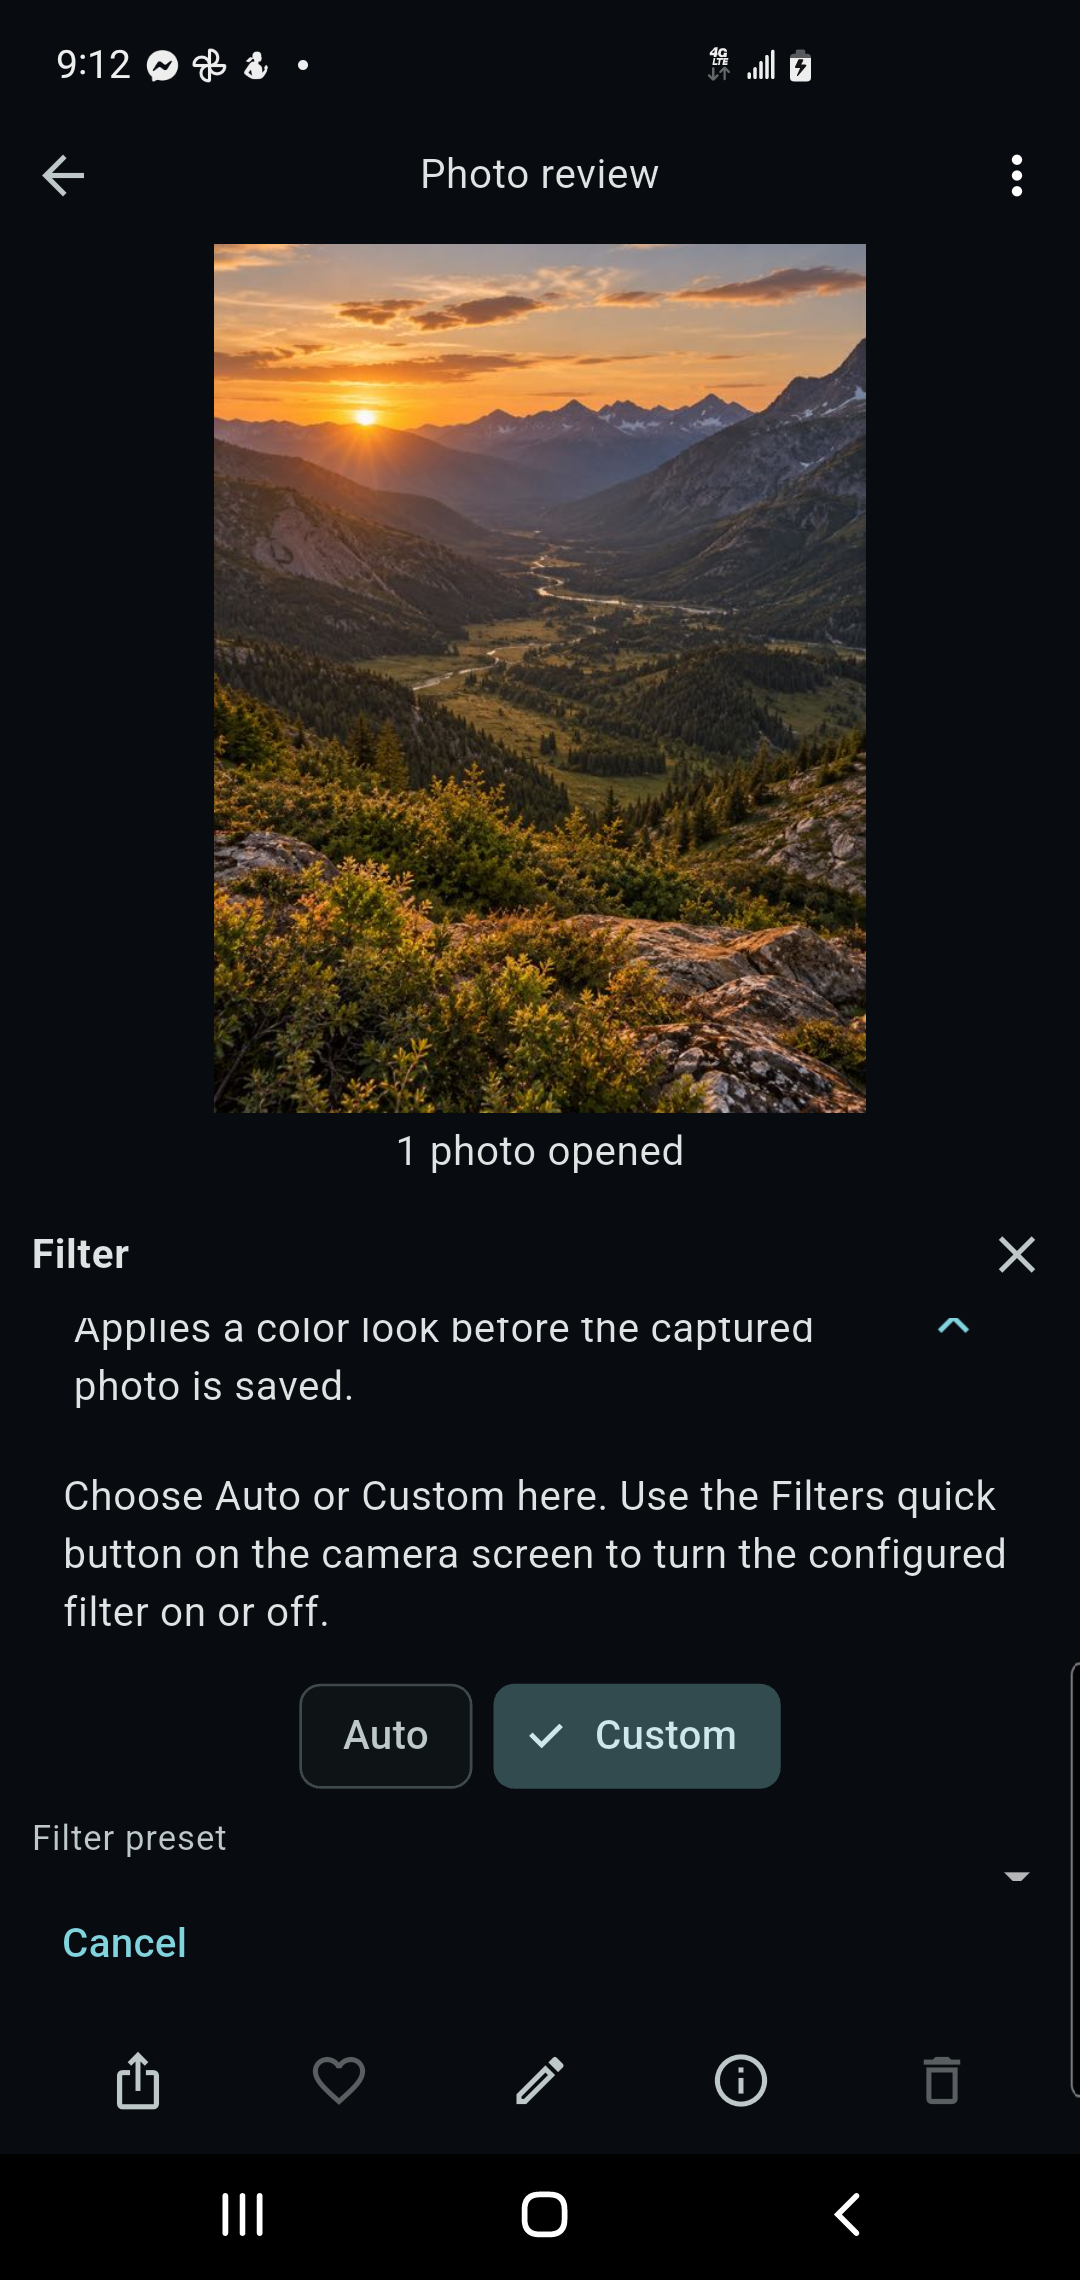 9:12
4G
LTE
Photo review
1 photo opened
Filter
Applies a color look before the captured
photo is saved.
Choose Auto or Custom here. Use the Filters quick
button on the camera screen to turn the configured
filter on or off.
Auto
Custom
Filter preset
Cancel